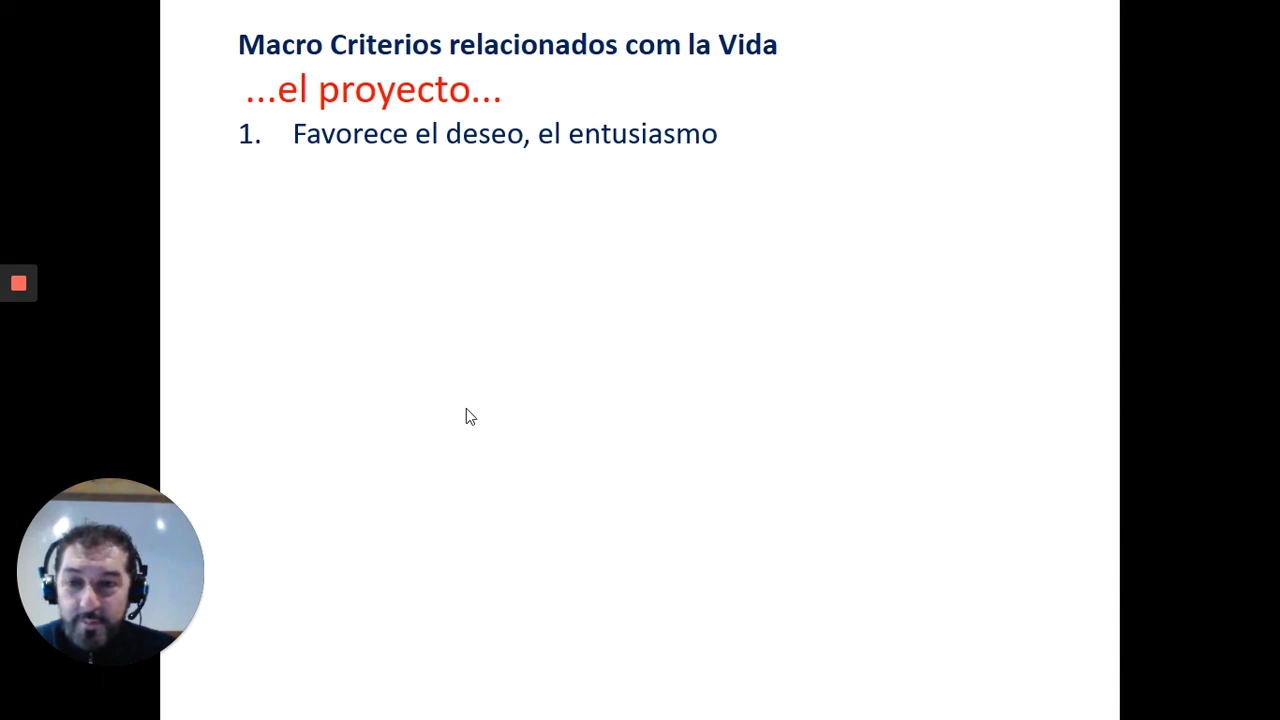 Macro Criterios relacionados com la Vida
...el proyecto...
1. Favorece el deseo, el entusiasmo